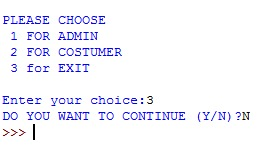 PLEASE CHOOSE
1 FOR ADMIN
2 FOR COSTUMER
3 for EXIT
Enter your choice:3
DO YOU WANT TO CONTINUE (Y/N)?N
>>>